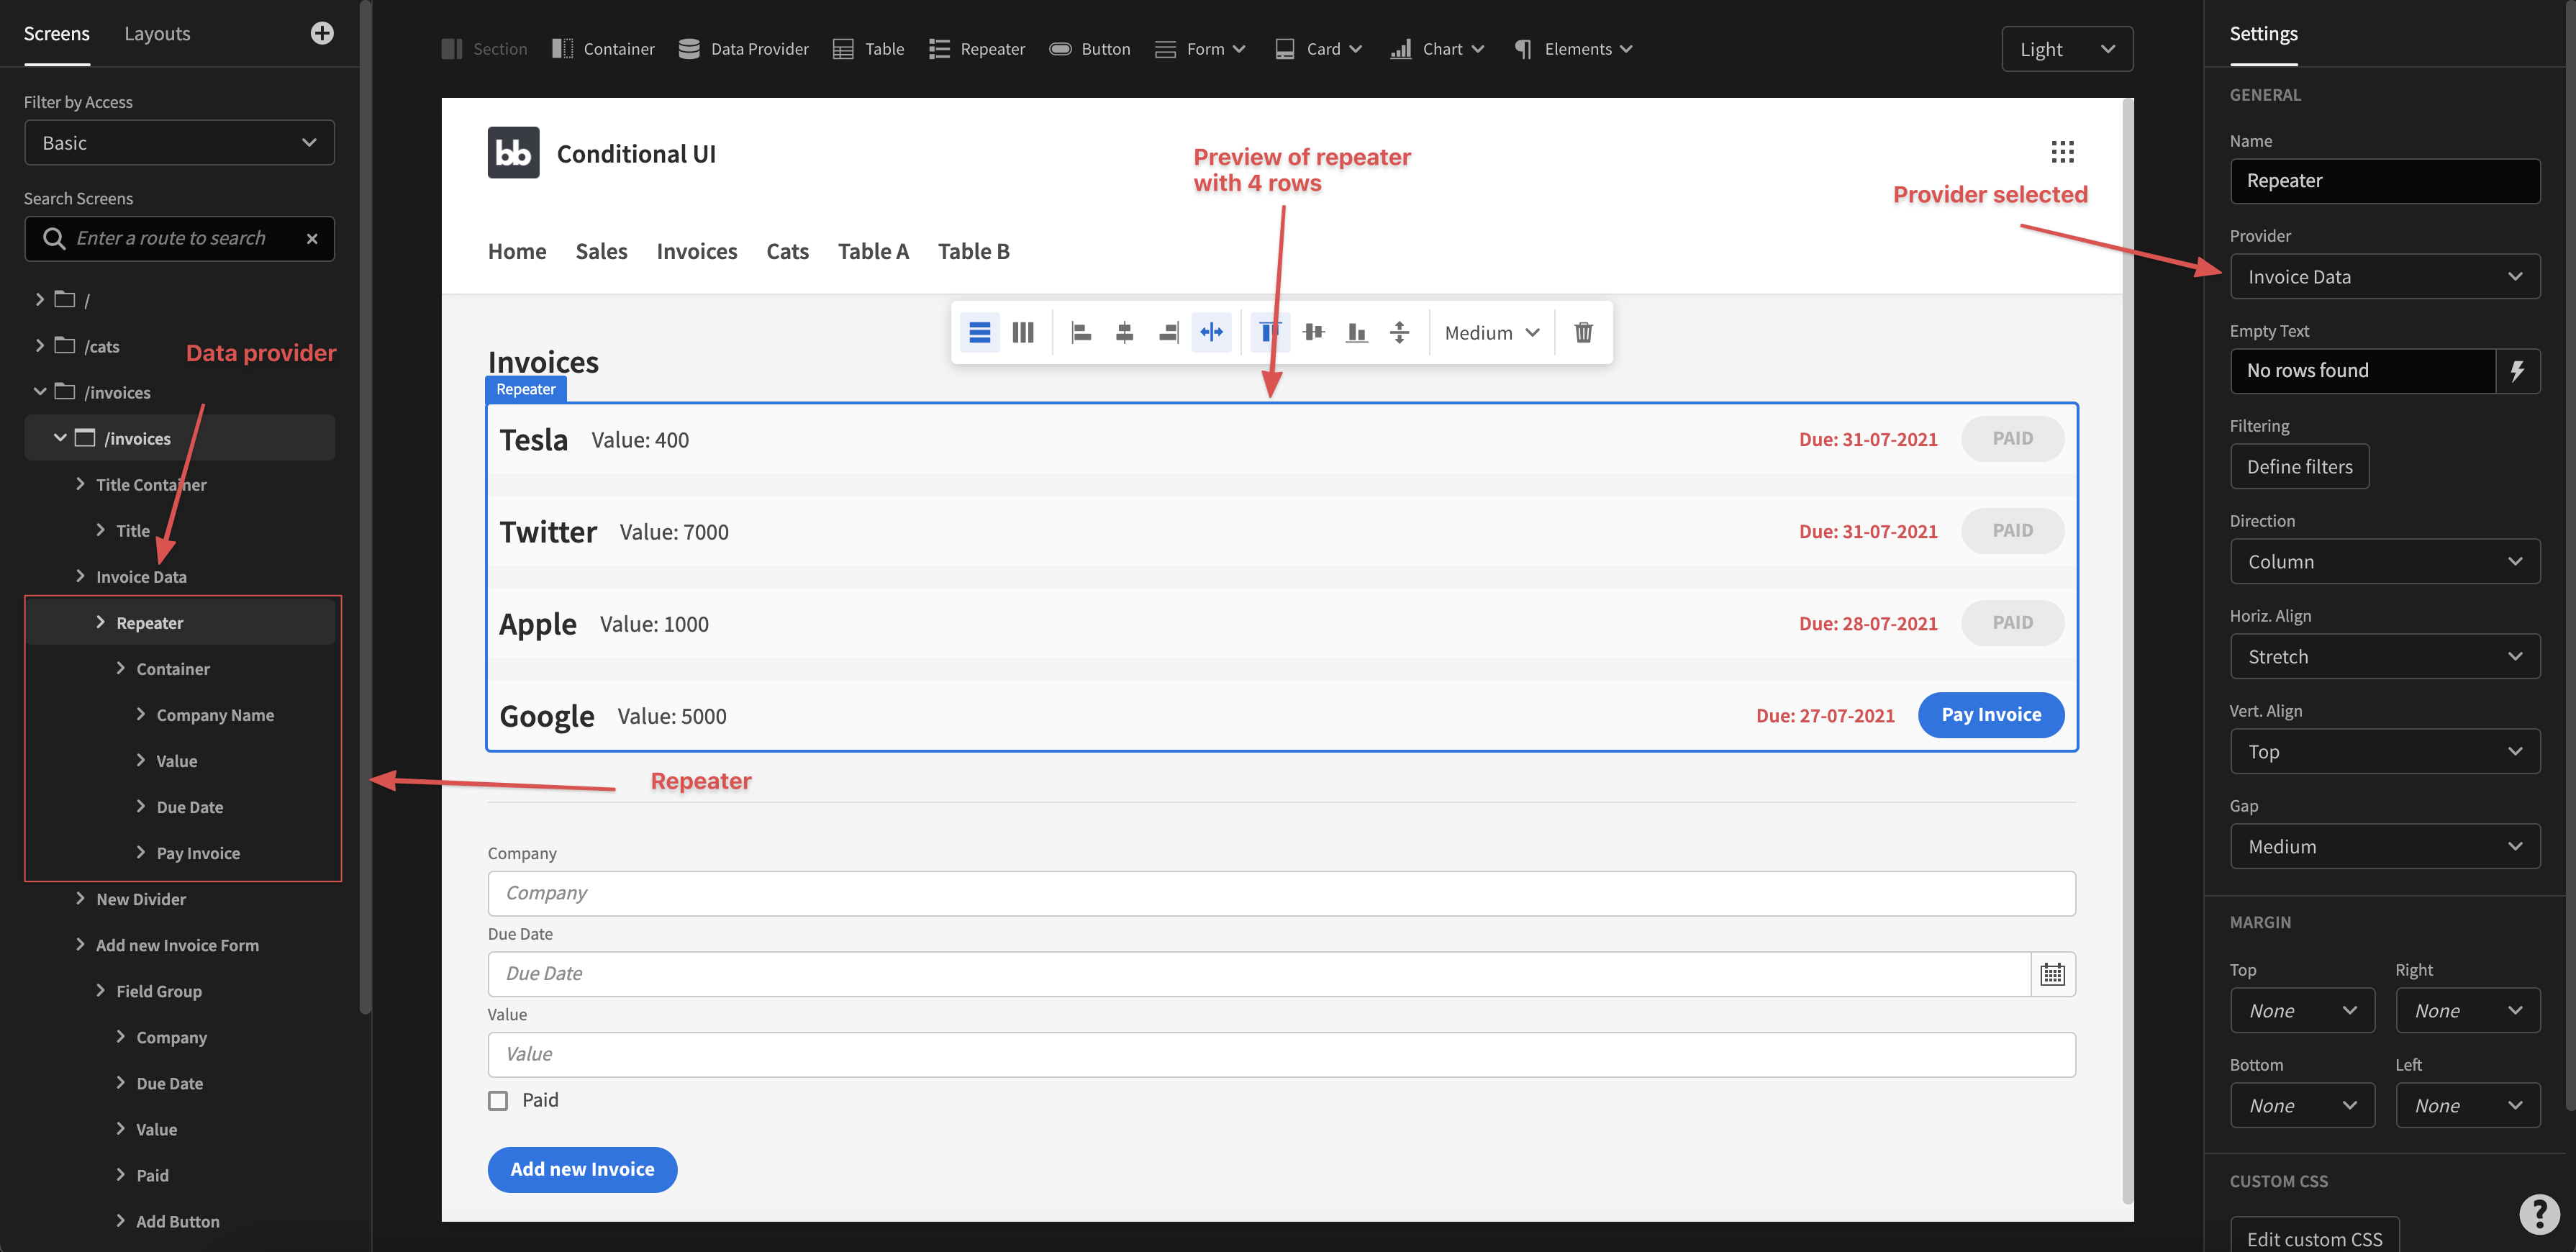 Screens
Layouts
Filter by Access
Basic
Search Screens
Enter a route to search
/
/cats
Data provider
/invoices
/invoices
Title Container
Title
Invoice Data
Repeater
Container
Company Name
Value
Due Date
Pay Invoice
New Divider
Add new Invoice Form
Field Group
Company
Due Date
Value
Paid
Add Button
Section
Container
Data Provider
Table
Repeater
Button
Form
Card
Chart
Elements
Light
bb
Conditional UI
Preview of repeater
with 4 rows
Provider selected
Home
Sales
Invoices
Cats
Table A
Table B
Medium
Invoices
Repeater
Tesla
Value: 400
Due: 31-07-2021
PAID
Twitter
Value: 7000
Due: 31-07-2021
PAID
Apple
Value: 1000
Due: 28-07-2021
PAID
Google
Value: 5000
Due: 27-07-2021
Pay Invoice
Repeater
Company
Company
Due Date
Due Date
Value
Value
Paid
Add new Invoice
Settings
GENERAL
Name
Repeater
Provider
Invoice Data
Empty Text
No rows found
Filtering
Define filters
Direction
Column
Horiz. Align
Stretch
Vert. Align
Top
Gap
Medium
MARGIN
Top
Right
None
None
Bottom
Left
None
None
CUSTOM CSS
Edit custom CSS
?